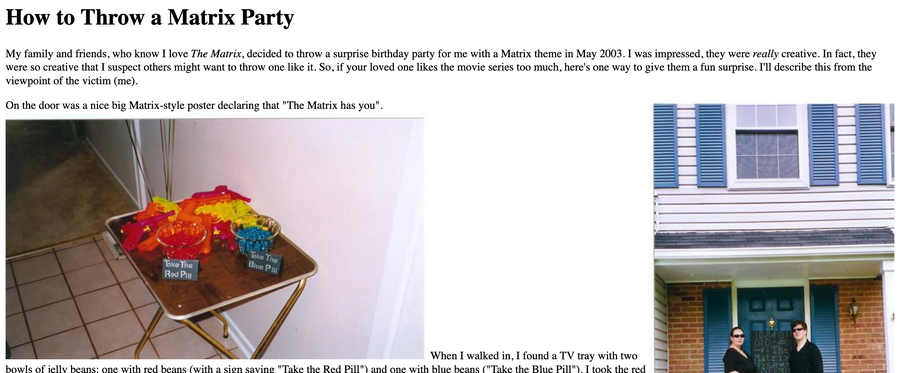 How to Throw a Matrix Party
My family and friends, who know I love The Matrix, decided to throw a surprise birthday party for me with a Matrix theme in May 2003. I was impressed, they were really creative. In fact, they
were so creative that I suspect others might want to throw one like it. So, if your loved one likes the movie series too much, here's one way to give them a fun surprise. I'll describe this from the
viewpoint of the victim (me).
On the door was a nice big Matrix-style poster declaring that "The Matrix has you".
Take The
Red Pill
Take The
Blue Pill
The
Matrix
When I walked in, I found a TV tray with two
bowls of jelly beans: one with red beans (with a sign saying "Take the Red Pill") and one with blue beans ("Take the Blue Pill"). I took the red